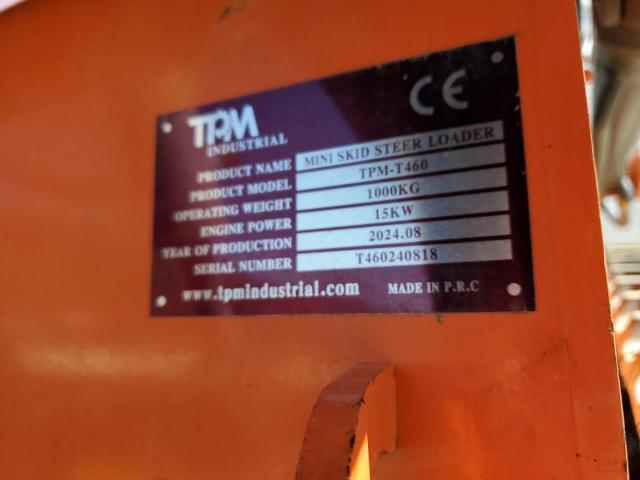 TPM
INDUSTRIAL
CE
PRODUCT NAME MINI SKID STEER LOADER
PRODUCT MODEL TPM-T460
OPERATING WEIGHT 1000KG
ENGINE POWER 15KW
YEAR OF PRODUCTION 2024.08
SERIAL NUMBER T460240818
www.tpmindustrial.com MADE IN P.R.C